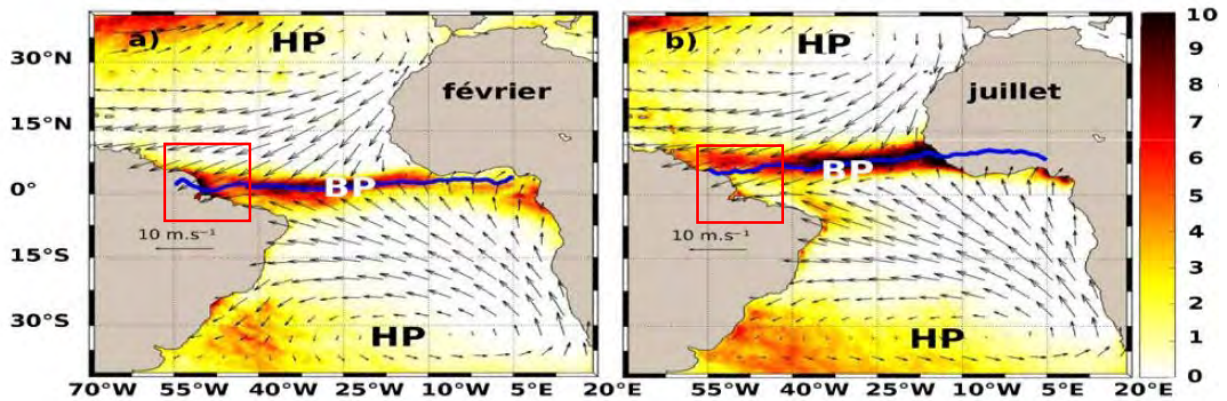 a)
HP
février
BP
10 m.s⁻¹
HP
30°N
15°N
0°
15°S
30°S
70°W 55°W 40°W 25°W 10°W 5°E 20°E
b)
HP
juillet
BP
10 m.s⁻¹
HP
55°W 40°W 25°W 10°W 5°E 20°E
10
9
8
7
6
5
4
3
2
1
0